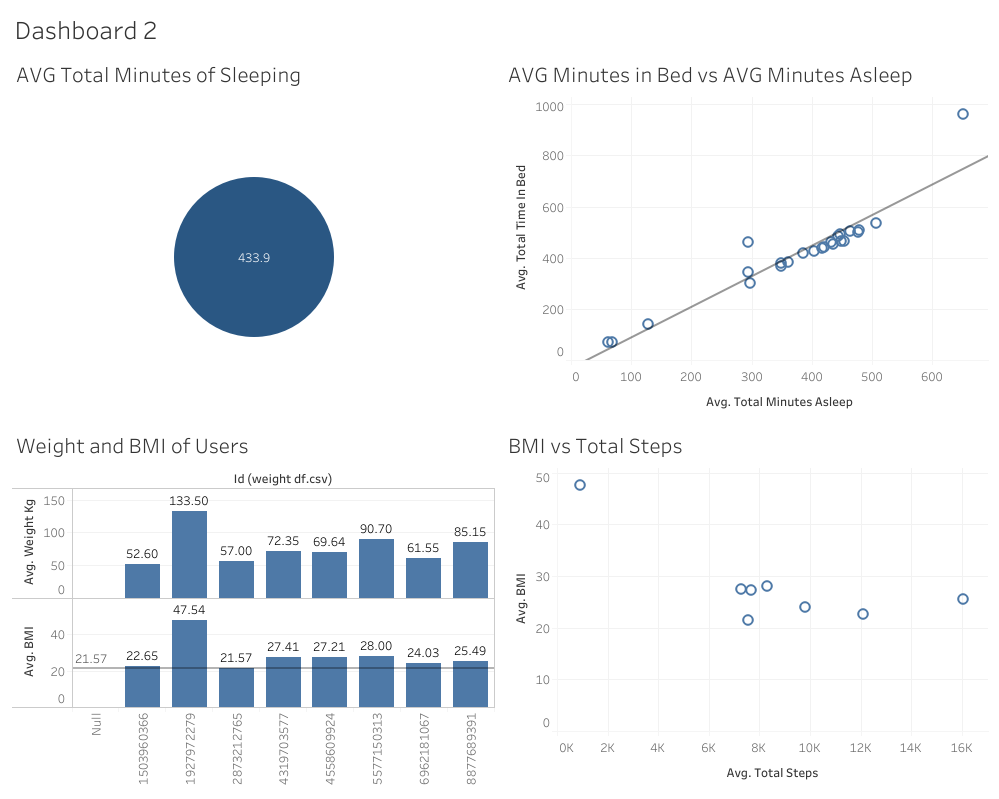 Dashboard 2
AVG Total Minutes of Sleeping
433.9
AVG Minutes in Bed vs AVG Minutes Asleep
Avg. Total Time In Bed
1000
800
600
400
200
0
0 100 200 300 400 500 600
Avg. Total Minutes Asleep
Weight and BMI of Users
Id (weight df.csv)
Avg. Weight Kg
150
100
50
0
52.60 133.50 57.00 72.35 69.64 90.70 61.55 85.15
Avg. BMI
40
20
0
21.57 22.65 47.54 21.57 27.41 27.21 28.00 24.03 25.49
Null 1503960366 1927972279 2873212765 4319703577 4558609924 5577150313 6962181067 8877689391
BMI vs Total Steps
Avg. BMI
50
40
30
20
10
0
0K 2K 4K 6K 8K 10K 12K 14K 16K
Avg. Total Steps